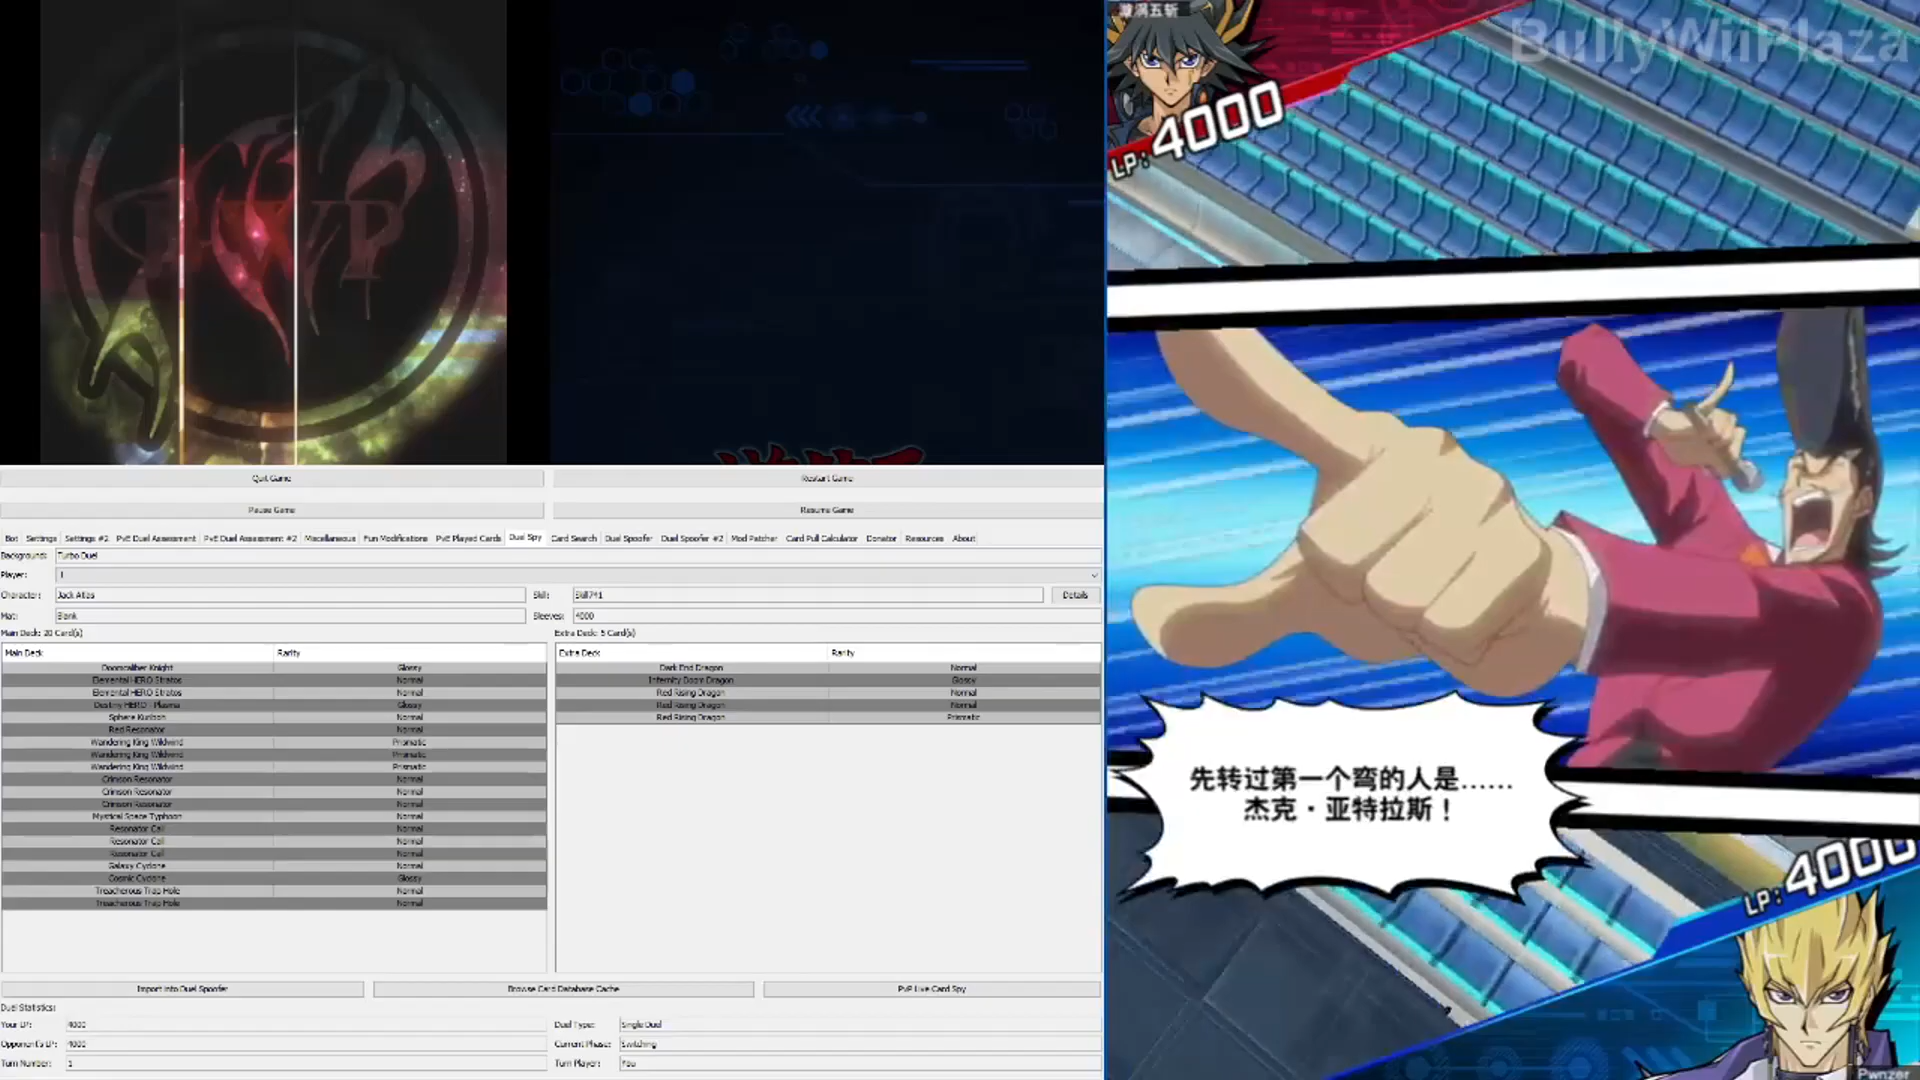 Quit Game
Restart Game
Pause Game
Resume Game
Bot Settings Settings #2 PvE Duel Assessment PvE Duel Assessment #2 Miscellaneous Fun Modifications PvE Played Cards Duel Spy Card Search Duel Spoofer Duel Spoofer #2 Mod Patcher Card Pull Calculator Donator Resources About
Background: Turbo Duel
Player: 1
Character: Jack Atlas Skill: Skill741 Details
Mat: Blank Sleeves: 4000
Main Deck: 20 Card(s) Extra Deck: 5 Card(s)
Main Deck Rarity Extra Deck Rarity
Doomcaliber Knight Glossy Dark End Dragon Normal
Elemental HERO Stratos Normal Infernity Doom Dragon Glossy
Elemental HERO Stratos Normal Red Rising Dragon Normal
Destiny HERO - Plasma Glossy Red Rising Dragon Normal
Sphere Kuriboh Normal Red Rising Dragon Prismatic
Red Resonator Normal
Wandering King Wildwind Prismatic
Wandering King Wildwind Prismatic
Wandering King Wildwind Prismatic
Crimson Resonator Normal
Crimson Resonator Normal
Crimson Resonator Normal
Mystical Space Typhoon Normal
Resonator Call Normal
Resonator Call Normal
Resonator Call Normal
Galaxy Cyclone Normal
Cosmic Cyclone Glossy
Treacherous Trap Hole Normal
Treacherous Trap Hole Normal
Import into Duel Spoofer Browse Card Database Cache PvP Live Card Spy
Duel Statistics:
Your LP: 4000 Duel Type: Single Duel
Opponent's LP: 4000 Current Phase: Switching
Turn Number: 1 Turn Player: You
BullyWiiPlaza
LP: 4000
先转过第一个弯的人是……
杰克·亚特拉斯！
LP: 4000
Pwnzer